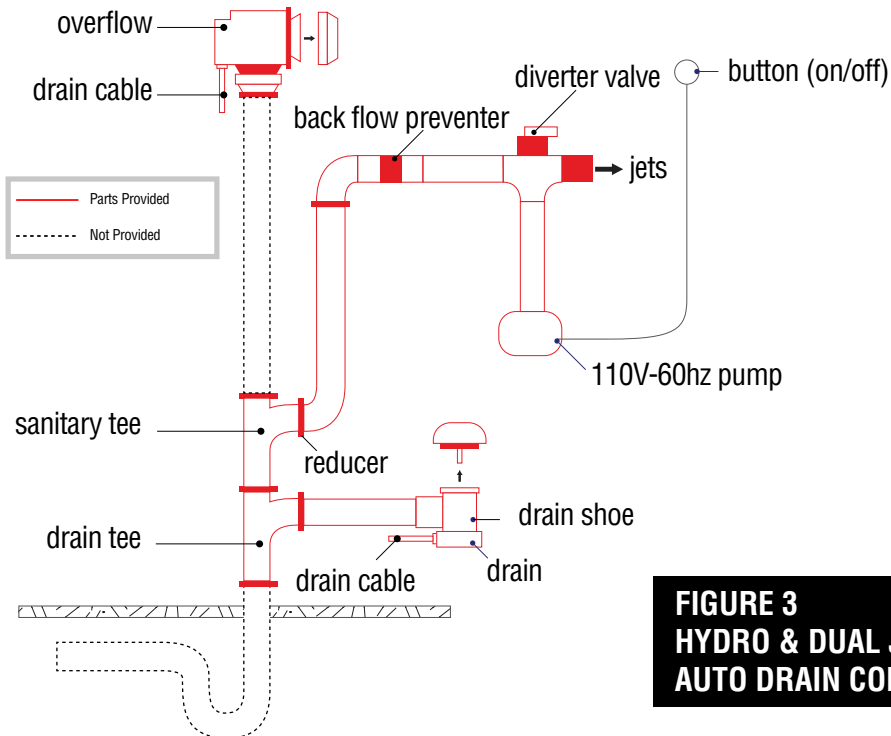 overflow
drain cable
diverter valve
button (on/off)
back flow preventer
jets
Parts Provided
Not Provided
110V-60hz pump
sanitary tee
reducer
drain shoe
drain tee
drain cable
drain
FIGURE 3
HYDRO & DUAL
AUTO DRAIN